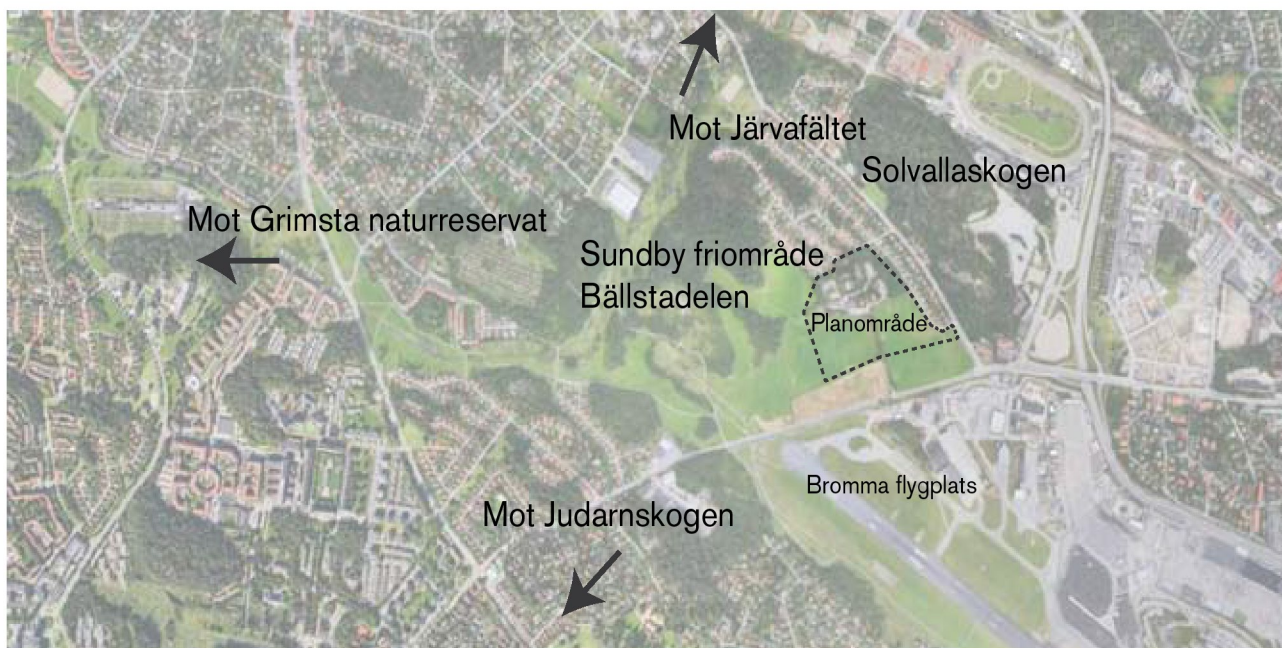 Mot Järvafältet
Solvallaskogen
Mot Grimsta naturreservat
Sundby friområde
Bällstadelen
Planområde
Bromma flygplats
Mot Judarnskogen